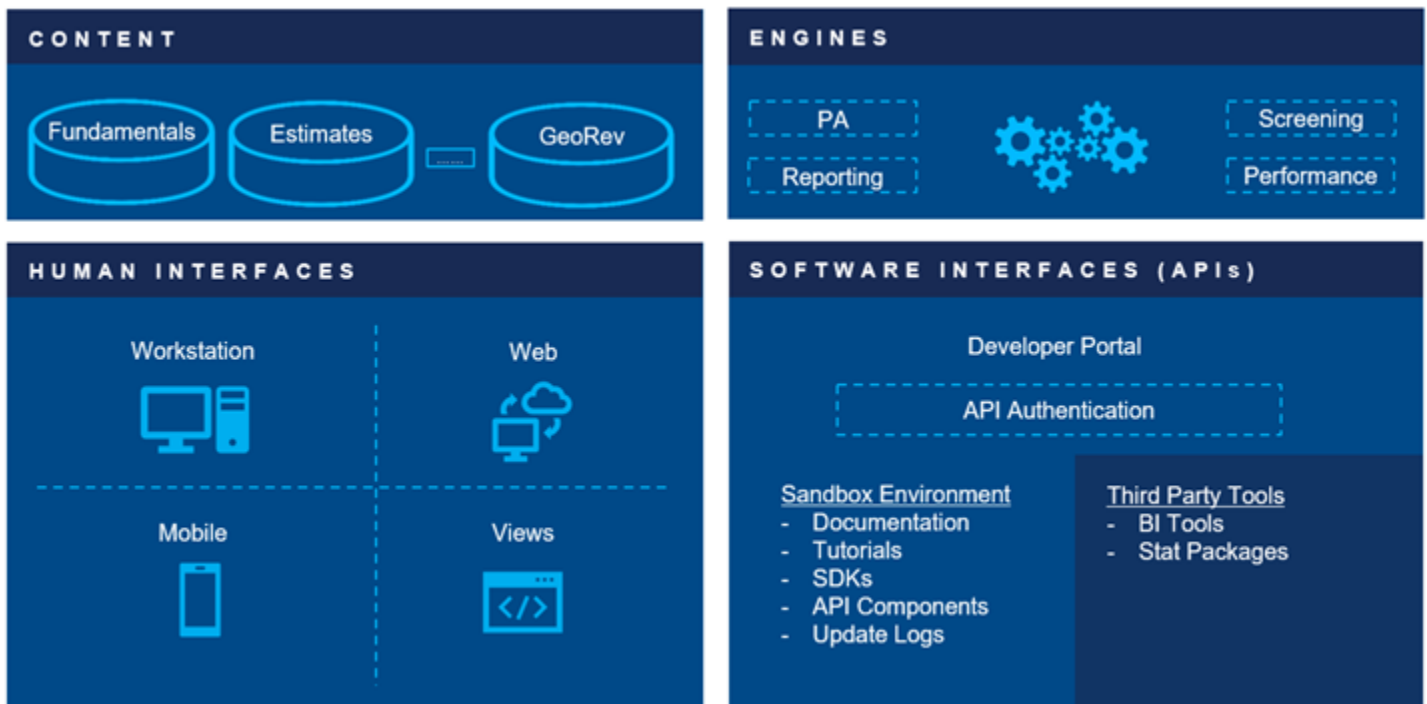 CONTENT
Fundamentals
Estimates
......
GeoRev
ENGINES
PA
Screening
Reporting
Performance
HUMAN INTERFACES
Workstation
Web
Mobile
Views
</>
SOFTWARE INTERFACES (APIs)
Developer Portal
API Authentication
Sandbox Environment
- Documentation
- Tutorials
- SDKs
- API Components
- Update Logs
Third Party Tools
- BI Tools
- Stat Packages